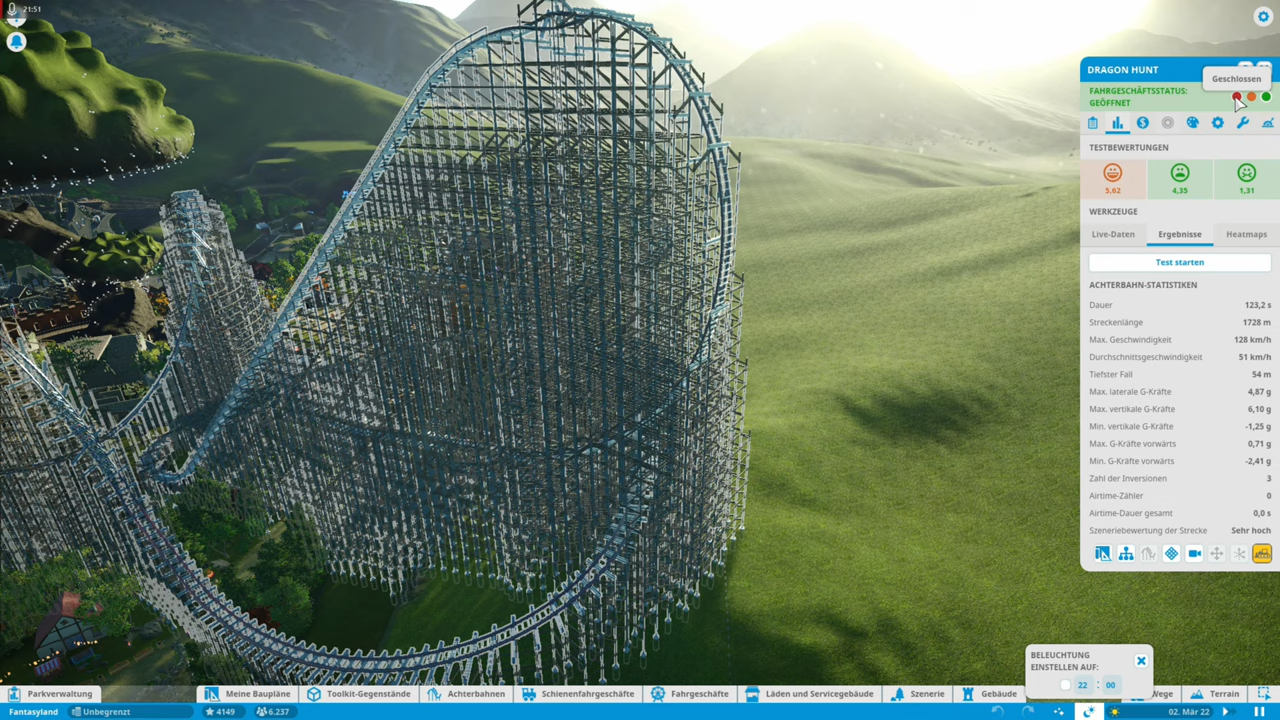 21:51
DRAGON HUNT
Geschlossen
FAHRGESCHÄFTSSTATUS:
GEÖFFNET
TESTBEWERTUNGEN
5,62 4,35 1,31
WERKZEUGE
Live-Daten Ergebnisse Heatmaps
Test starten
ACHTERBAHN-STATISTIKEN
Dauer 123,2 s
Streckenlänge 1728 m
Max. Geschwindigkeit 128 km/h
Durchschnittsgeschwindigkeit 51 km/h
Tiefster Fall 54 m
Max. laterale G-Kräfte 4,87 g
Max. vertikale G-Kräfte 6,10 g
Min. vertikale G-Kräfte -1,25 g
Max. G-Kräfte vorwärts 0,71 g
Min. G-Kräfte vorwärts -2,41 g
Zahl der Inversionen 3
Airtime-Zähler 0
Airtime-Dauer gesamt 0,0 s
Szeneriebewertung der Strecke Sehr hoch
BELEUCHTUNG
EINSTELLEN AUF:
22 : 00
Parkverwaltung Meine Baupläne Toolkit-Gegenstände Achterbahnen Schienenfahrgeschäfte Fahrgeschäfte Läden und Servicegebäude Szenerie Gebäude Wege Terrain
Fantasyland Unbegrenzt 4149 6.237 02. Mär 22